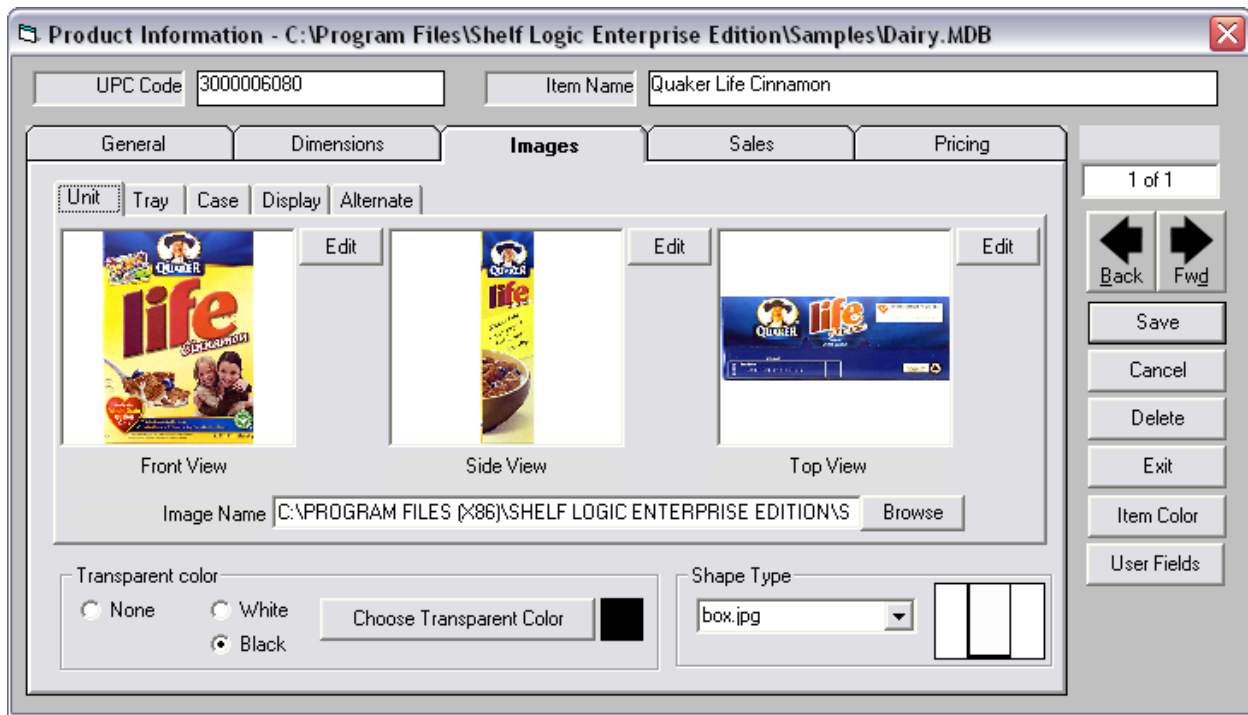 Product Information - C:\Program Files\Shelf Logic Enterprise Edition\Samples\Dairy.MDB
UPC Code 3000006080 Item Name Quaker Life Cinnamon
General Dimensions Images Sales Pricing
1 of 1
Unit Tray Case Display Alternate
Edit Edit Edit
QUAKER
life
Cinnamon
QUAKER
life
QUAKER life
Back Fwd
Save
Cancel
Delete
Exit
Item Color
User Fields
Front View Side View Top View
Image Name C:\PROGRAM FILES (X86)\SHELF LOGIC ENTERPRISE EDITION\S Browse
Transparent color
None White
Black
Choose Transparent Color
Shape Type
box.jpg